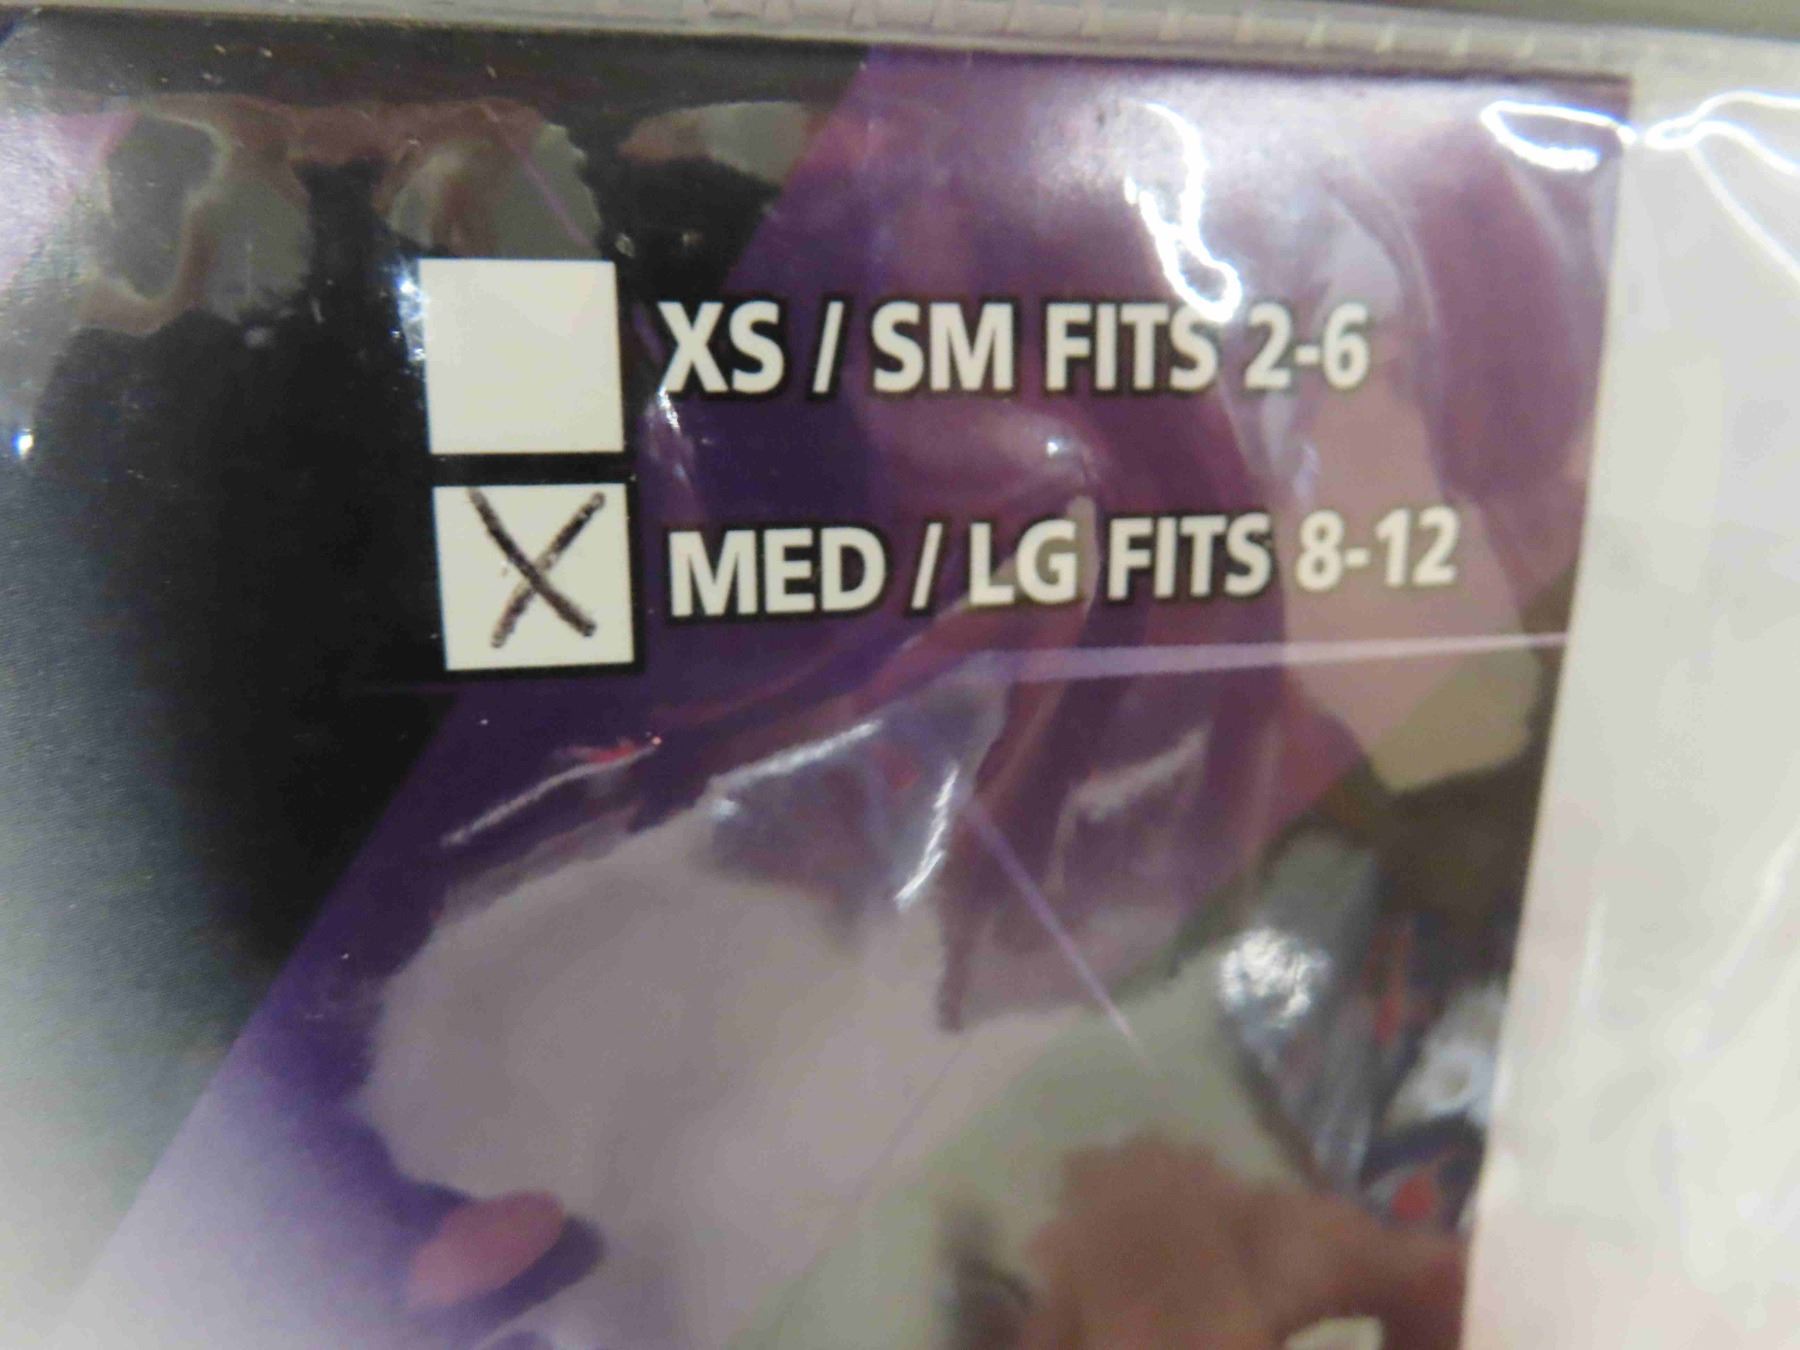 XS / SM FITS 2-6
X MED / LG FITS 8-12